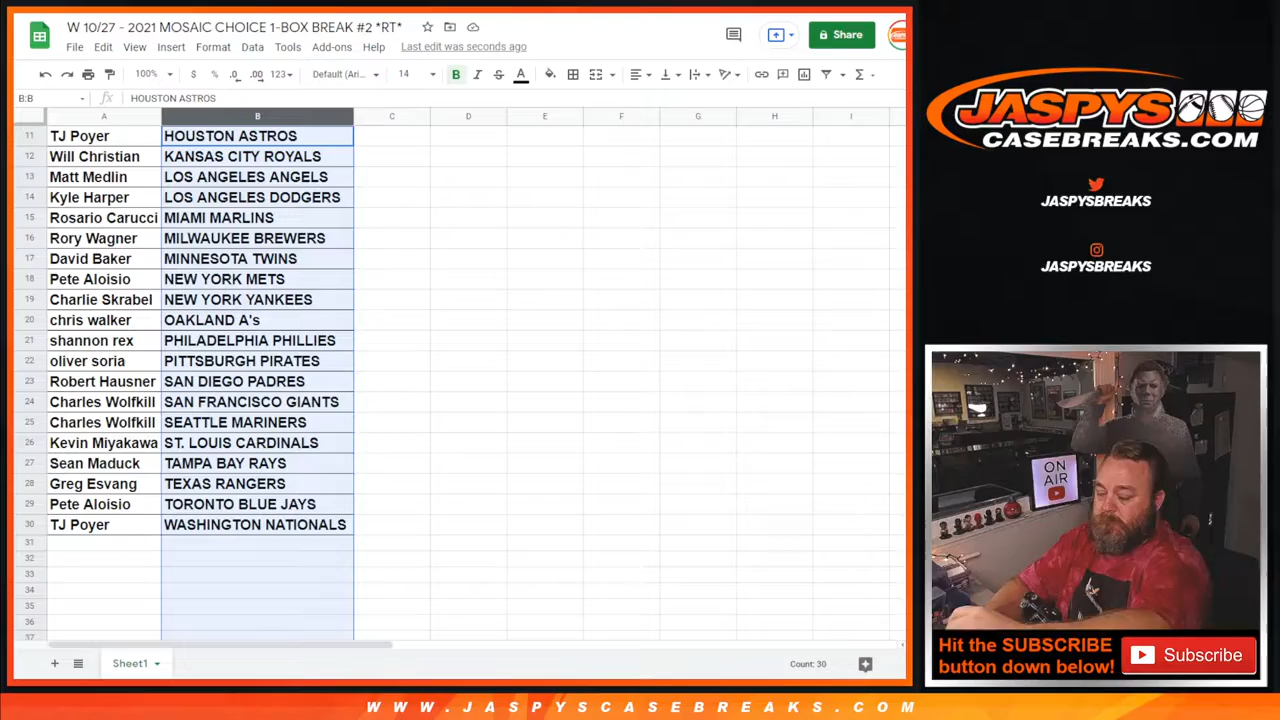 W 10/27 - 2021 MOSAIC CHOICE 1-BOX BREAK #2 *RT*
File Edit View Insert Format Data Tools Add-ons Help Last edit was seconds ago
Share
100% $ % .0 .00 123 Default (Ari... 14 B I S A
B:B fx HOUSTON ASTROS
A B C D E F G H I
11 TJ Poyer HOUSTON ASTROS
12 Will Christian KANSAS CITY ROYALS
13 Matt Medlin LOS ANGELES ANGELS
14 Kyle Harper LOS ANGELES DODGERS
15 Rosario Carucci MIAMI MARLINS
16 Rory Wagner MILWAUKEE BREWERS
17 David Baker MINNESOTA TWINS
18 Pete Aloisio NEW YORK METS
19 Charlie Skrabel NEW YORK YANKEES
20 chris walker OAKLAND A's
21 shannon rex PHILADELPHIA PHILLIES
22 oliver soria PITTSBURGH PIRATES
23 Robert Hausner SAN DIEGO PADRES
24 Charles Wolfkill SAN FRANCISCO GIANTS
25 Charles Wolfkill SEATTLE MARINERS
26 Kevin Miyakawa ST. LOUIS CARDINALS
27 Sean Maduck TAMPA BAY RAYS
28 Greg Esvang TEXAS RANGERS
29 Pete Aloisio TORONTO BLUE JAYS
30 TJ Poyer WASHINGTON NATIONALS
31
32
33
34
35
36
37
Sheet1
Count: 30
JASPYS
CASEBREAKS.COM
JASPYSBREAKS
JASPYSBREAKS
ON
AIR
Hit the SUBSCRIBE
button down below!
Subscribe
WWW.JASPYSCASEBREAKS.COM